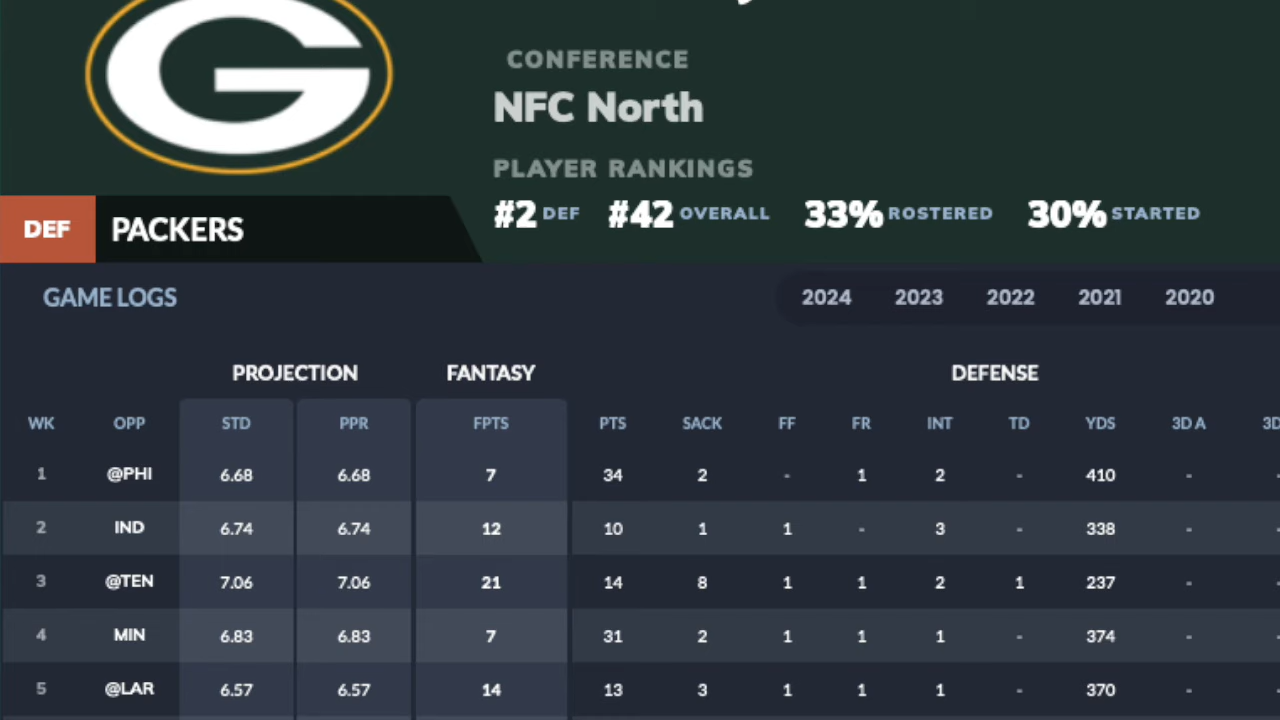 G
CONFERENCE
NFC North
PLAYER RANKINGS
#2 DEF #42 OVERALL 33% ROSTERED 30% STARTED
DEF PACKERS
GAME LOGS 2024 2023 2022 2021 2020
PROJECTION FANTASY DEFENSE
WK OPP STD PPR FPTS PTS SACK FF FR INT TD YDS 3D A 3D
1 @PHI 6.68 6.68 7 34 2 - 1 2 - 410 -
2 IND 6.74 6.74 12 10 1 1 - 3 - 338 -
3 @TEN 7.06 7.06 21 14 8 1 1 2 1 237 -
4 MIN 6.83 6.83 7 31 2 1 1 1 - 374 -
5 @LAR 6.57 6.57 14 13 3 1 1 1 - 370 -